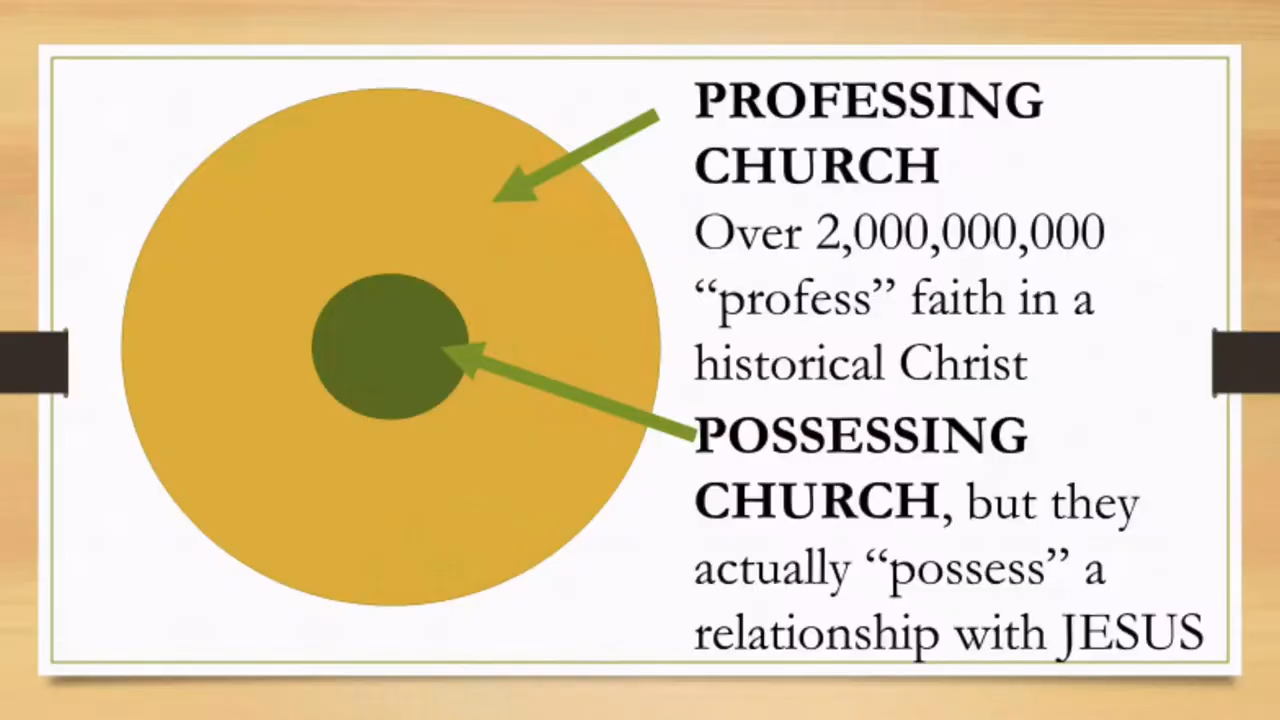 PROFESSING
CHURCH
Over 2,000,000,000
“profess” faith in a
historical Christ
POSSESSING
CHURCH, but they
actually “possess” a
relationship with JESUS